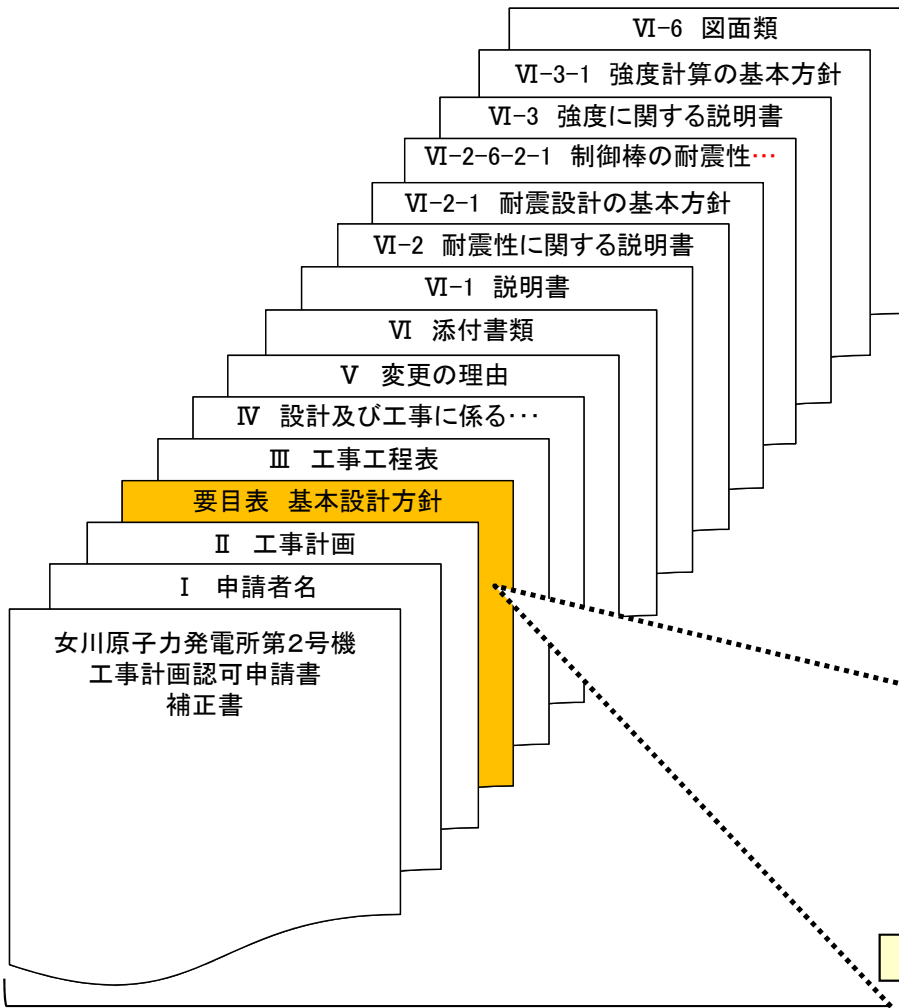 Ⅵ-6 図面類
Ⅵ-3-1 強度計算の基本方針
Ⅵ-3 強度に関する説明書
Ⅵ-2-6-2-1 制御棒の耐震性…
Ⅵ-2-1 耐震設計の基本方針
Ⅵ-2 耐震性に関する説明書
Ⅵ-1 説明書
Ⅵ 添付書類
Ⅴ 変更の理由
Ⅳ 設計及び工事に係る…
Ⅲ 工事工程表
要目表 基本設計方針
Ⅱ 工事計画
Ⅰ 申請者名
女川原子力発電所第2号機
工事計画認可申請書
補正書